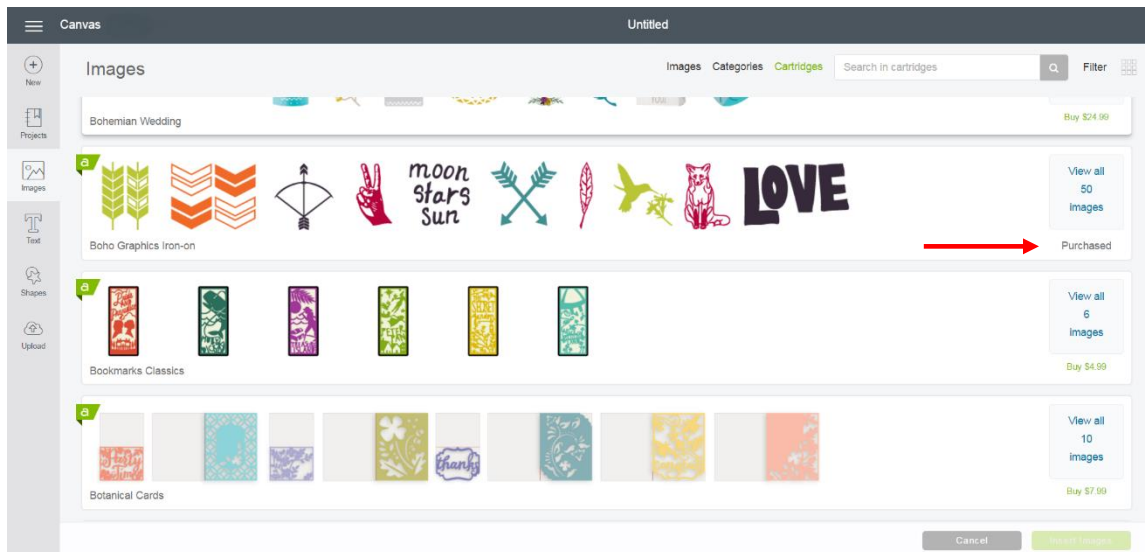 Canvas
Untitled
New
Projects
Images
Text
Shapes
Upload
Images
Images Categories Cartridges Search in cartridges Filter
Bohemian Wedding
Buy $24.99
a
moon
stars
sun
LOVE
View all
50
images
Boho Graphics Iron-on
Purchased
a
View all
6
images
Bookmarks Classics
Buy $4.99
a
thanks
View all
10
images
Botanical Cards
Buy $7.99
Cancel Insert Images